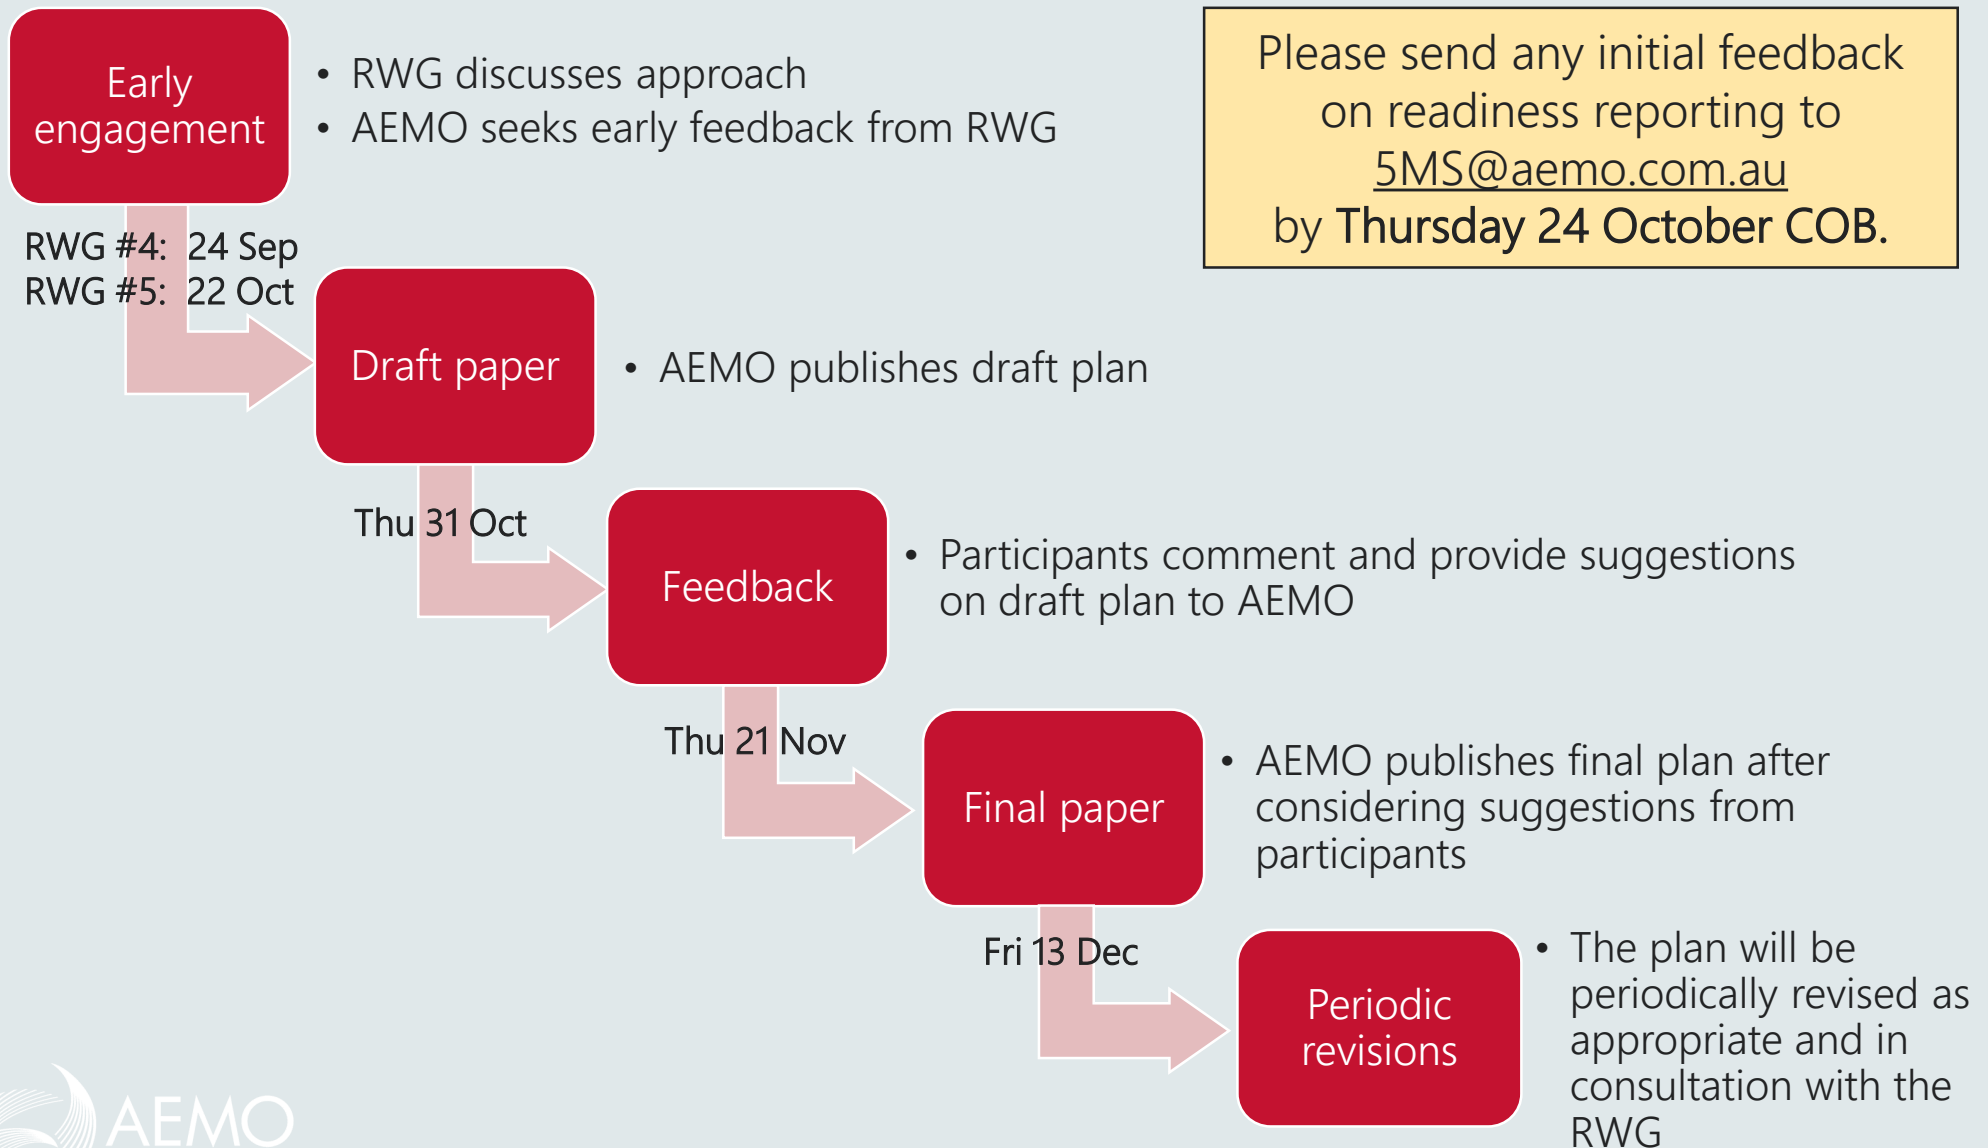 Early
engagement
• RWG discusses approach
• AEMO seeks early feedback from RWG
Please send any initial feedback
on readiness reporting to
5MS@aemo.com.au
by Thursday 24 October COB.
RWG #4: 24 Sep
RWG #5: 22 Oct
Draft paper
• AEMO publishes draft plan
Thu 31 Oct
Feedback
• Participants comment and provide suggestions
on draft plan to AEMO
Thu 21 Nov
Final paper
• AEMO publishes final plan after
considering suggestions from
participants
Fri 13 Dec
Periodic
revisions
• The plan will be
periodically revised as
appropriate and in
consultation with the
RWG
AEMO